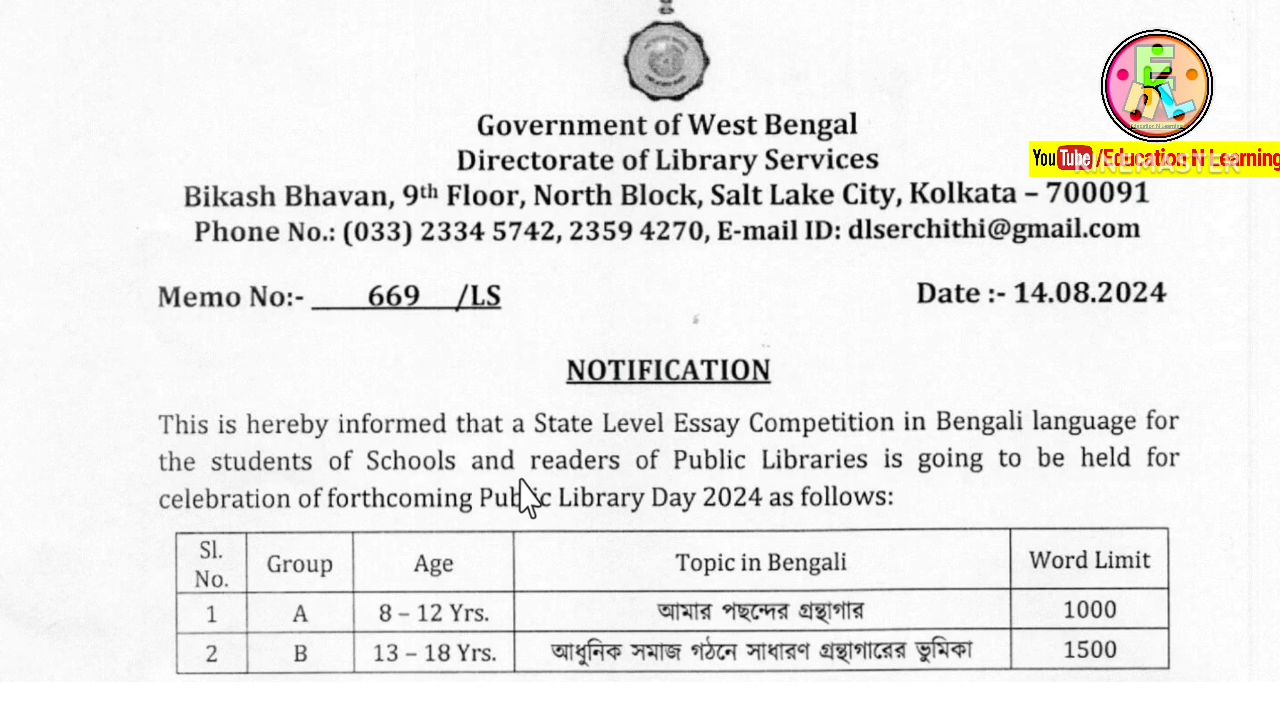 Government of West Bengal
Directorate of Library Services
Bikash Bhavan, 9th Floor, North Block, Salt Lake City, Kolkata – 700091
Phone No.: (033) 2334 5742, 2359 4270, E-mail ID: dlserchithi@gmail.com
YouTube/Education N Learning
KINEMASTER
Memo No:- 669 /LS Date :- 14.08.2024
NOTIFICATION
This is hereby informed that a State Level Essay Competition in Bengali language for
the students of Schools and readers of Public Libraries is going to be held for
celebration of forthcoming Public Library Day 2024 as follows:
Sl. No. Group Age Topic in Bengali Word Limit
1 A 8 – 12 Yrs. আমার পছন্দের গ্রন্থাগার 1000
2 B 13 – 18 Yrs. আধুনিক সমাজ গঠনে সাধারণ গ্রন্থাগারের ভুমিকা 1500